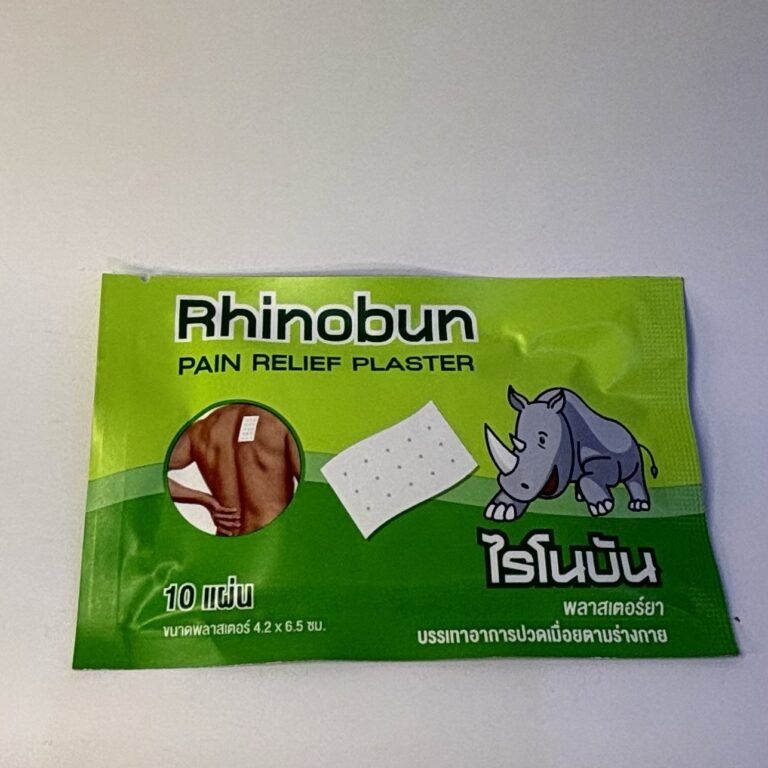 Rhinobun
PAIN RELIEF PLASTER
ไรโนบัน
10 แผ่น
ขนาดพลาสเตอร์ 4.2 x 6.5 ซม.
พลาสเตอร์ยา
บรรเทาอาการปวดเมื่อยตามร่างกาย